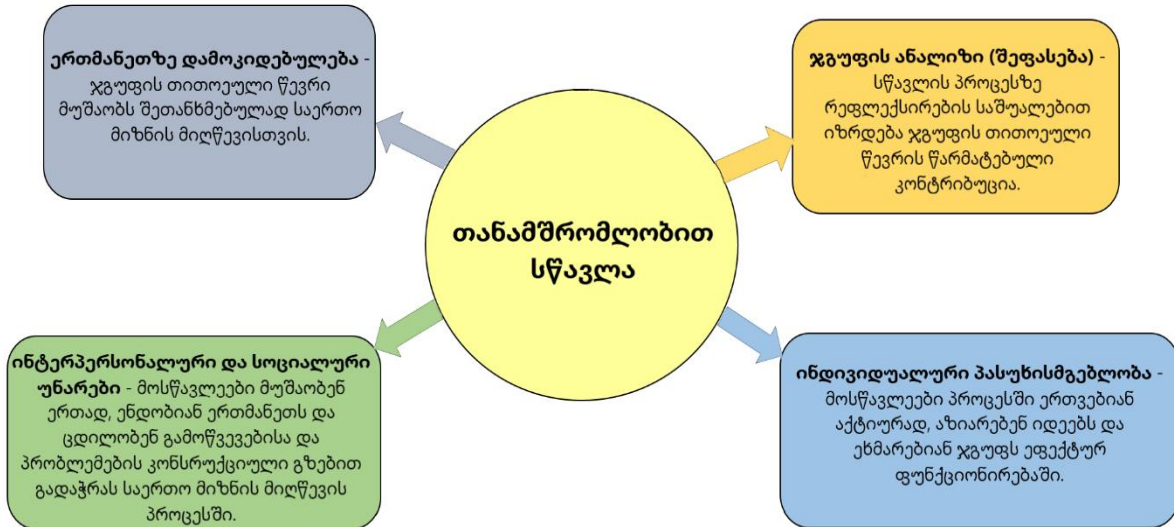 ერთმანეთზე დამოკიდებულება -
ჯგუფის თითოეული წევრი
მუშაობს შეთანხმებულად საერთო
მიზნის მიღწევისთვის.
ჯგუფის ანალიზი (შეფასება) -
სწავლის პროცესზე
რეფლექსირების საშუალებით
იზრდება ჯგუფის თითოეული
წევრის წარმატებული
კონტრიბუცია.
თანამშრომლობით
სწავლა
ინტერპერსონალური და სოციალური
უნარები - მოსწავლეები მუშაობენ
ერთად, ენდობიან ერთმანეთს და
ცდილობენ გამოწვევებისა და
პრობლემების კონსრუქციული გზებით
გადაჭრას საერთო მიზნის მიღწევის
პროცესში.
ინდივიდუალური პასუხისმგებლობა -
მოსწავლეები პროცესში ერთვებიან
აქტიურად, აზიარებენ იდეებს და
ეხმარებიან ჯგუფს ეფექტურ
ფუნქციონირებაში.